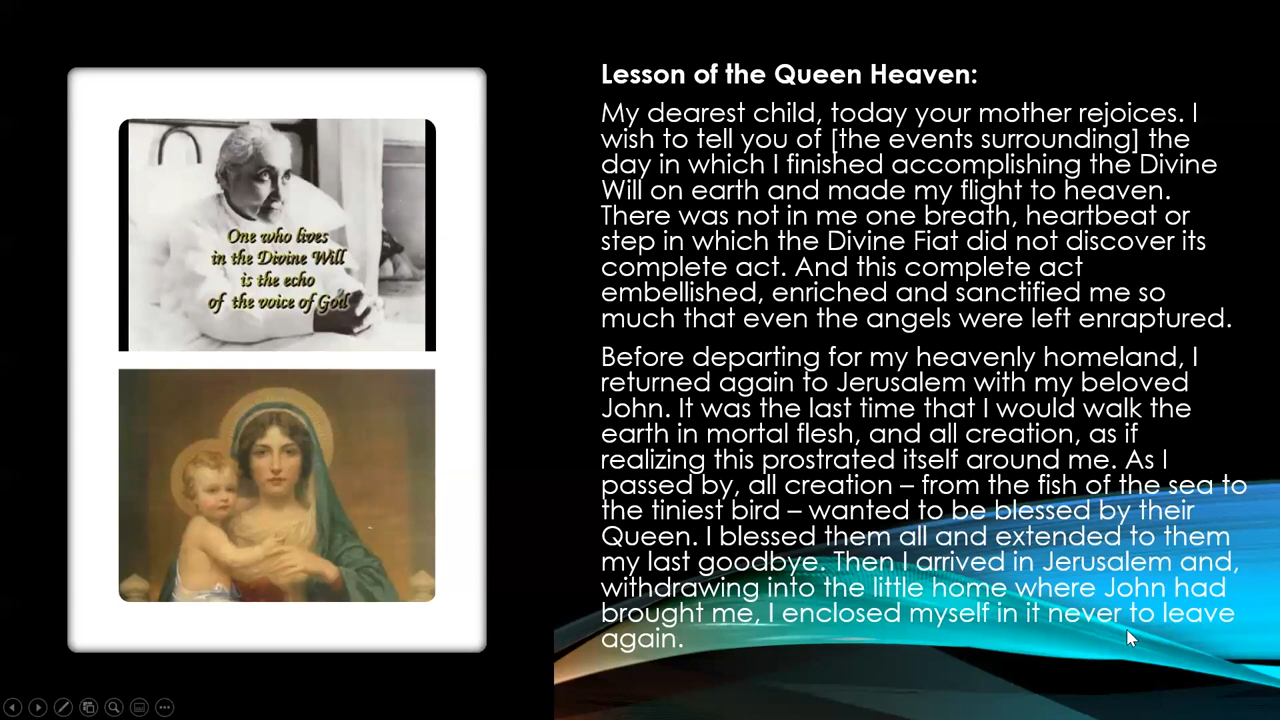 One who lives
in the Divine Will
is the echo
of the voice of God
Lesson of the Queen Heaven:
My dearest child, today your mother rejoices. I
wish to tell you of [the events surrounding] the
day in which I finished accomplishing the Divine
Will on earth and made my flight to heaven.
There was not in me one breath, heartbeat or
step in which the Divine Fiat did not discover its
complete act. And this complete act
embellished, enriched and sanctified me so
much that even the angels were left enraptured.
Before departing for my heavenly homeland, I
returned again to Jerusalem with my beloved
John. It was the last time that I would walk the
earth in mortal flesh, and all creation, as if
realizing this prostrated itself around me. As I
passed by, all creation – from the fish of the sea to
the tiniest bird – wanted to be blessed by their
Queen. I blessed them all and extended to them
my last goodbye. Then I arrived in Jerusalem and,
withdrawing into the little home where John had
brought me, I enclosed myself in it never to leave
again.